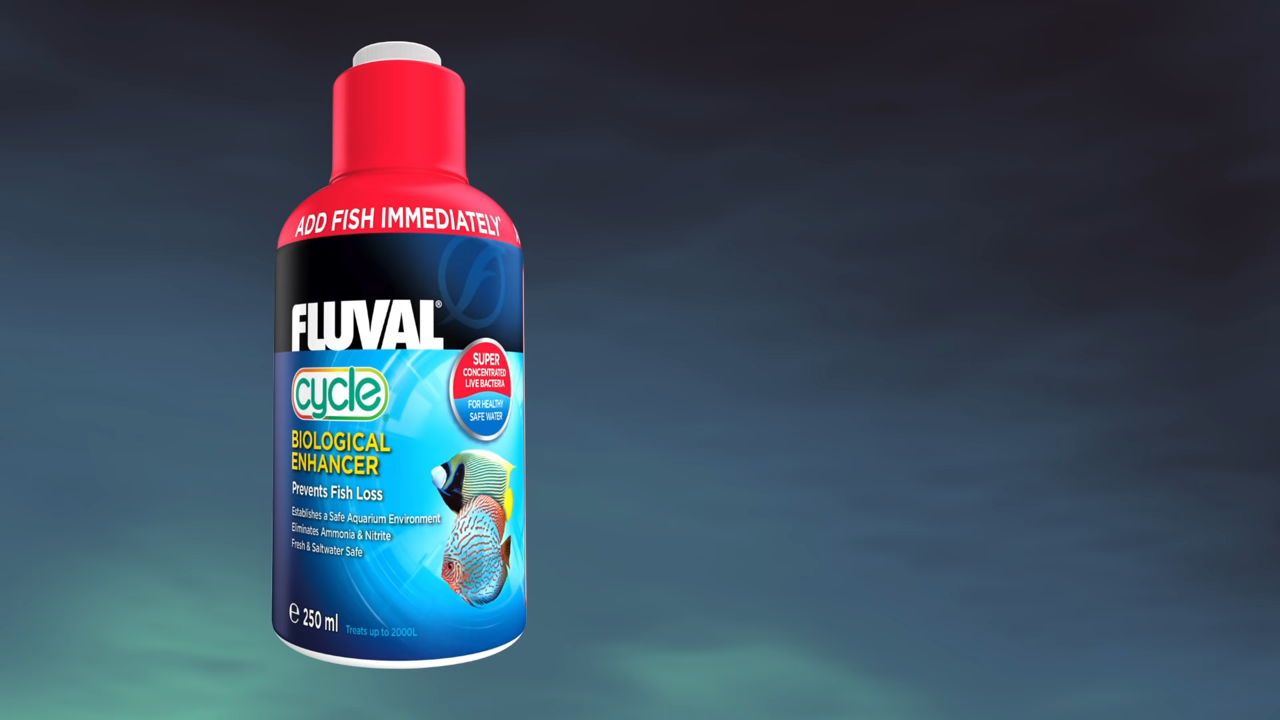 ADD FISH IMMEDIATELY*
FLUVAL®
cycle
SUPER
CONCENTRATED
LIVE BACTERIA
FOR HEALTHY
SAFE WATER
BIOLOGICAL
ENHANCER
Prevents Fish Loss
Establishes a Safe Aquarium Environment
Eliminates Ammonia & Nitrite
Fresh & Saltwater Safe
℮ 250 ml
Treats up to 2000L